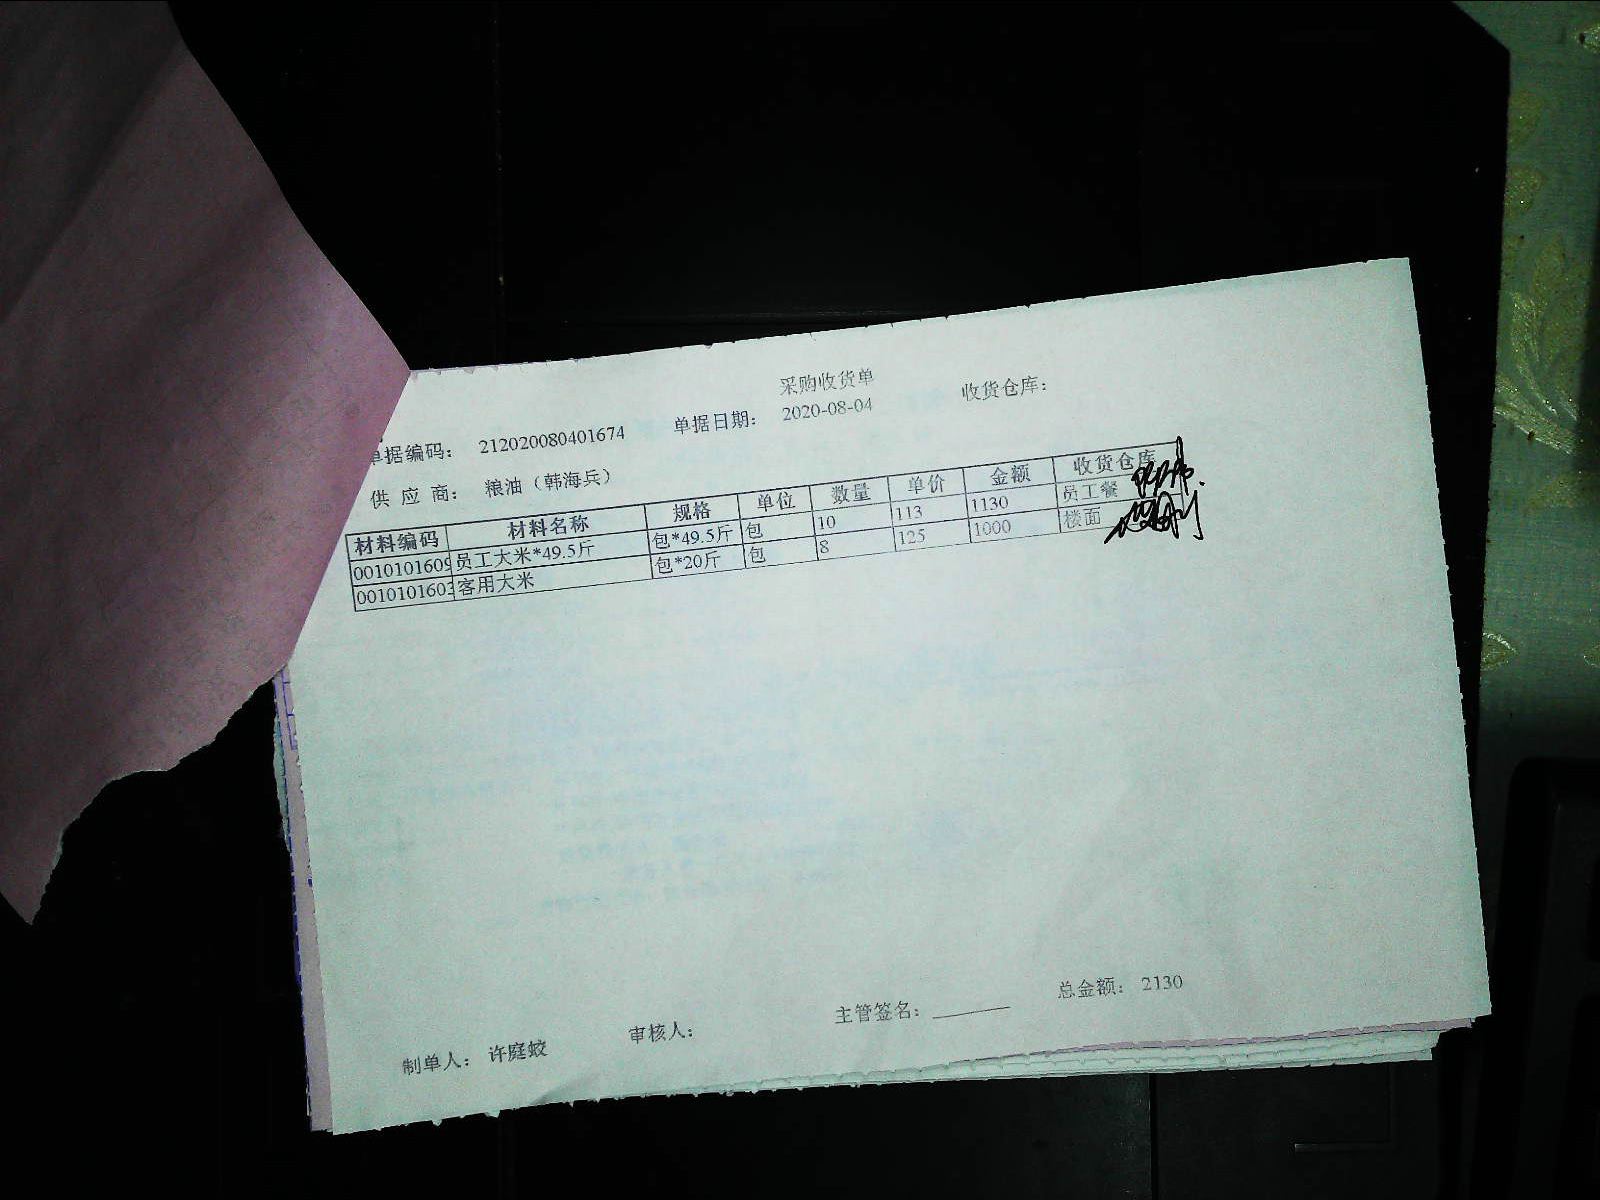 采购收货单
单据编码： 212020080401674 单据日期： 2020-08-04 收货仓库：
供 应 商： 粮油（韩海兵）
材料编码 材料名称 规格 单位 数量 单价 金额 收货仓库
0010101609 员工大米*49.5斤 包*49.5斤 包 10 113 1130 员工餐
0010101603 客用大米 包*20斤 包 8 125 1000 楼面
制单人： 许庭蛟 审核人： 主管签名： 总金额： 2130